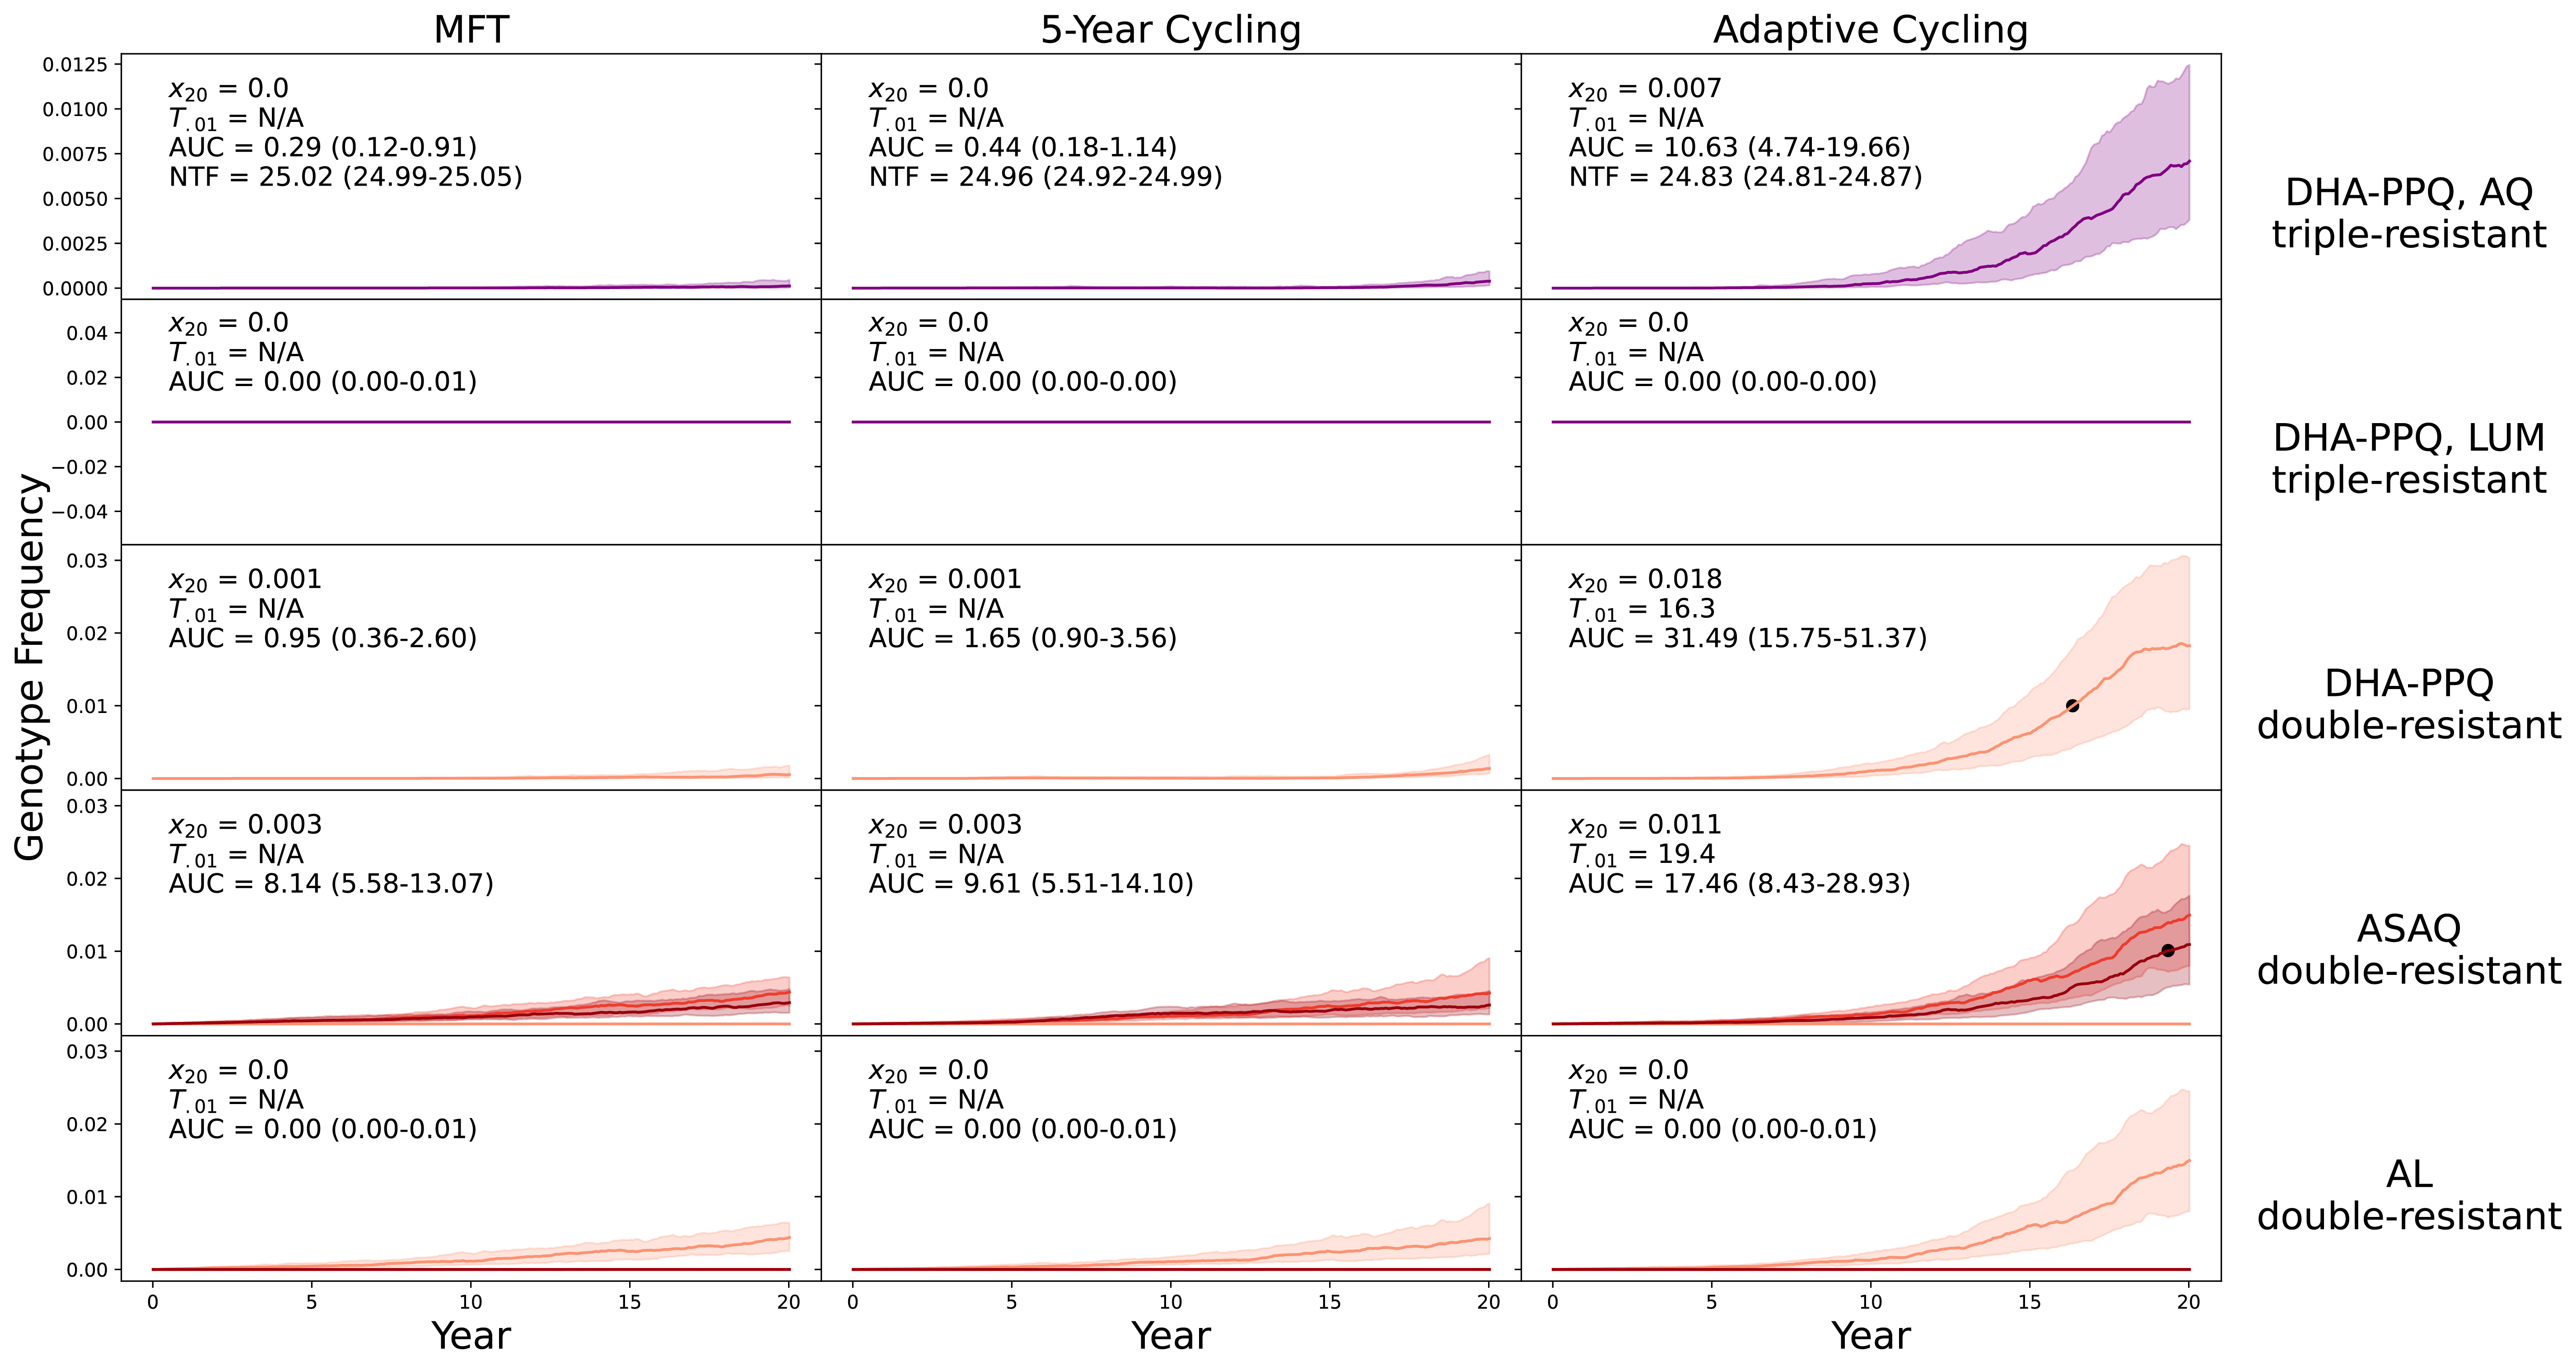 MFT
5-Year Cycling
Adaptive Cycling
0.0125
0.0100
0.0075
0.0050
0.0025
0.0000
x20 = 0.0
T.01 = N/A
AUC = 0.29 (0.12-0.91)
NTF = 25.02 (24.99-25.05)
x20 = 0.0
T.01 = N/A
AUC = 0.44 (0.18-1.14)
NTF = 24.96 (24.92-24.99)
x20 = 0.007
T.01 = N/A
AUC = 10.63 (4.74-19.66)
NTF = 24.83 (24.81-24.87)
DHA-PPQ, AQ
triple-resistant
0.04
0.02
0.00
−0.02
−0.04
x20 = 0.0
T.01 = N/A
AUC = 0.00 (0.00-0.01)
x20 = 0.0
T.01 = N/A
AUC = 0.00 (0.00-0.00)
x20 = 0.0
T.01 = N/A
AUC = 0.00 (0.00-0.00)
DHA-PPQ, LUM
triple-resistant
Genotype Frequency
0.03
0.02
0.01
0.00
x20 = 0.001
T.01 = N/A
AUC = 0.95 (0.36-2.60)
x20 = 0.001
T.01 = N/A
AUC = 1.65 (0.90-3.56)
x20 = 0.018
T.01 = 16.3
AUC = 31.49 (15.75-51.37)
DHA-PPQ
double-resistant
0.03
0.02
0.01
0.00
x20 = 0.003
T.01 = N/A
AUC = 8.14 (5.58-13.07)
x20 = 0.003
T.01 = N/A
AUC = 9.61 (5.51-14.10)
x20 = 0.011
T.01 = 19.4
AUC = 17.46 (8.43-28.93)
ASAQ
double-resistant
0.03
0.02
0.01
0.00
x20 = 0.0
T.01 = N/A
AUC = 0.00 (0.00-0.01)
x20 = 0.0
T.01 = N/A
AUC = 0.00 (0.00-0.01)
x20 = 0.0
T.01 = N/A
AUC = 0.00 (0.00-0.01)
AL
double-resistant
0 5 10 15 20
0 5 10 15 20
0 5 10 15 20
Year
Year
Year